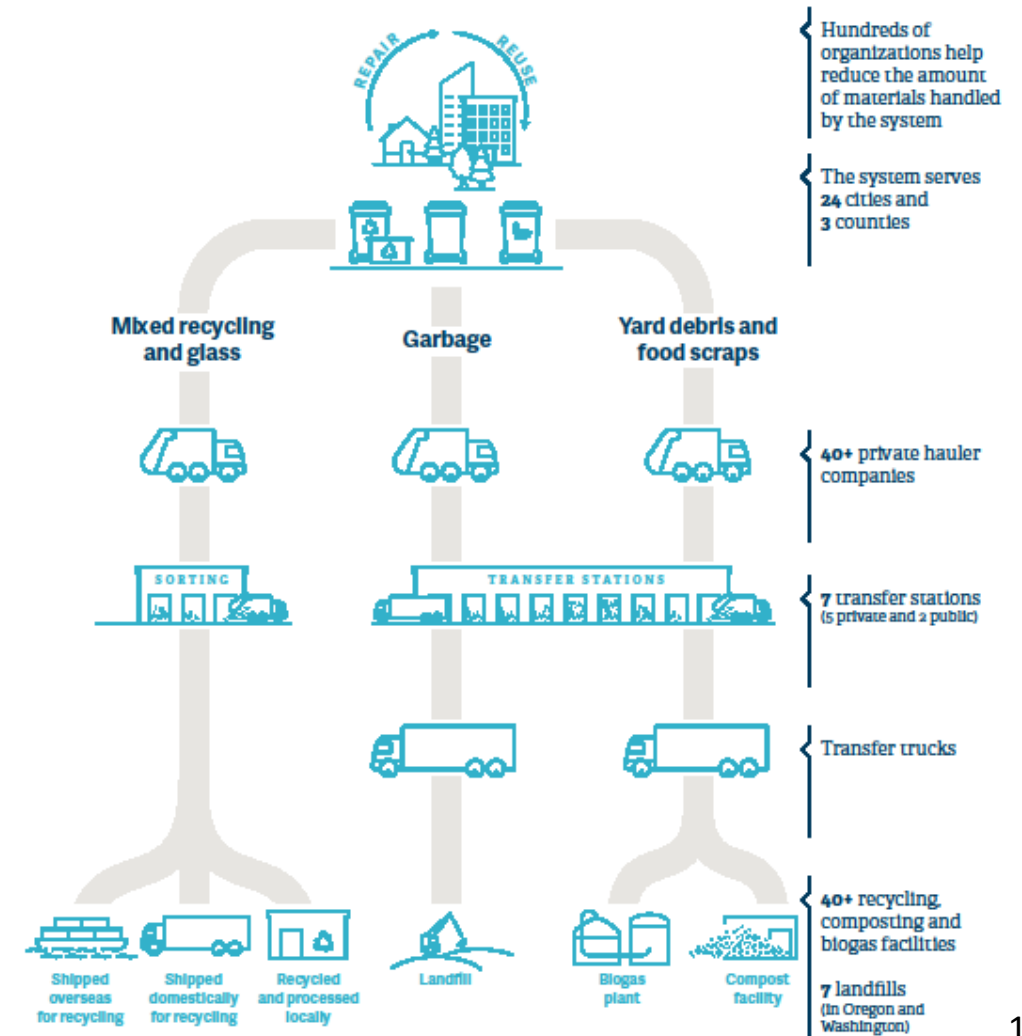 REPAIR
REUSE
Hundreds of
organizations help
reduce the amount
of materials handled
by the system
The system serves
24 cities and
3 counties
Mixed recycling
and glass
Garbage
Yard debris and
food scraps
40+ private hauler
companies
SORTING
TRANSFER STATIONS
7 transfer stations
(5 private and 2 public)
Transfer trucks
40+ recycling,
composting and
biogas facilities
Shipped
overseas
for recycling
Shipped
domestically
for recycling
Recycled
and processed
locally
Landfill
Biogas
plant
Compost
facility
7 landfills
(in Oregon and
Washington)
1